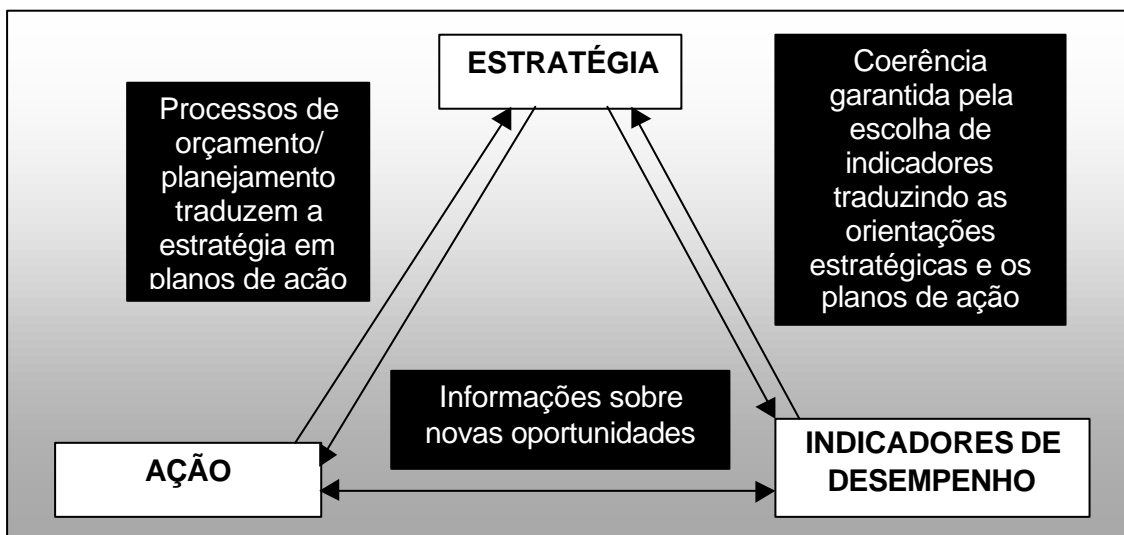 ESTRATÉGIA
Processos de
orçamento/
planejamento
traduzem a
estratégia em
planos de ação
Coerência
garantida pela
escolha de
indicadores
traduzindo as
orientações
estratégicas e os
planos de ação
Informações sobre
novas oportunidades
AÇÃO
INDICADORES DE
DESEMPENHO